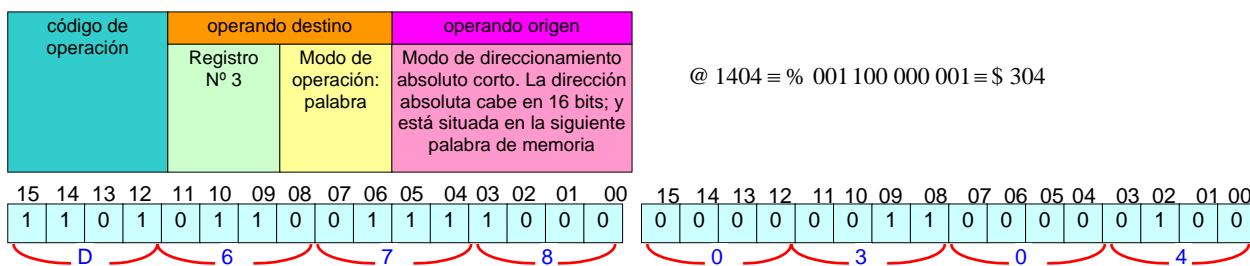 código de operación
operando destino
operando origen
Registro Nº 3
Modo de operación: palabra
Modo de direccionamiento absoluto corto. La dirección absoluta cabe en 16 bits; y está situada en la siguiente palabra de memoria
@ 1404 ≡ % 001 100 000 001 ≡ $ 304
15 14 13 12 11 10 09 08 07 06 05 04 03 02 01 00
1 1 0 1 0 1 1 0 0 1 1 1 1 0 0 0
D 6 7 8
15 14 13 12 11 10 09 08 07 06 05 04 03 02 01 00
0 0 0 0 0 0 1 1 0 0 0 0 0 1 0 0
0 3 0 4